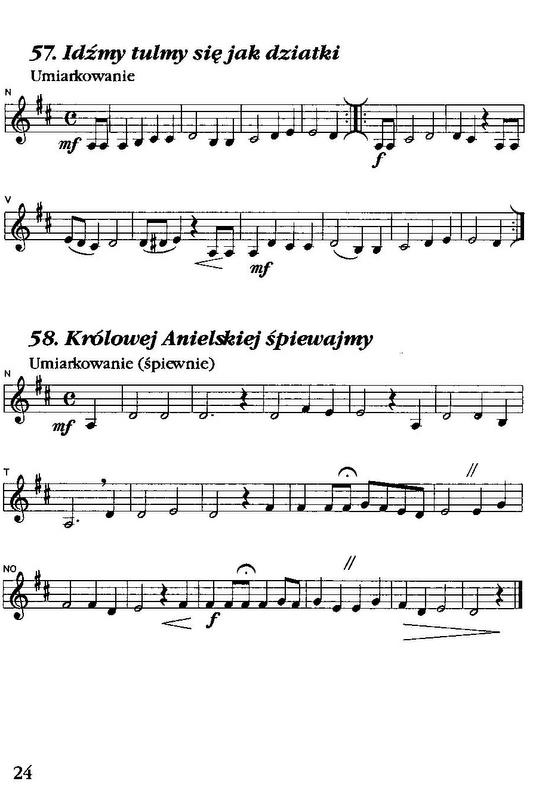 57. Idźmy tulmy się jak dziatki
Umiarkowanie
N
mf
f
V
mf
58. Królowej Anielskiej śpiewajmy
Umiarkowanie (śpiewnie)
N
mf
T
NO
f
24